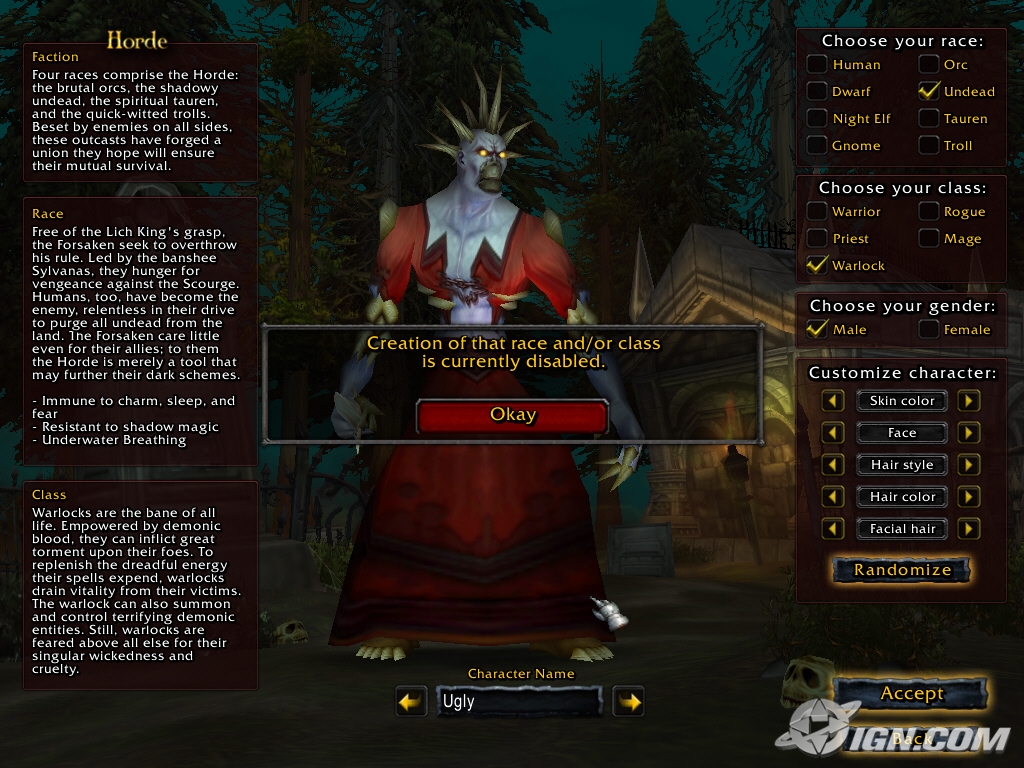 Horde
Faction
Four races comprise the Horde:
the brutal orcs, the shadowy
undead, the spiritual tauren,
and the quick-witted trolls.
Beset by enemies on all sides,
these outcasts have forged a
union they hope will ensure
their mutual survival.
Race
Free of the Lich King's grasp,
the Forsaken seek to overthrow
his rule. Led by the banshee
Sylvanas, they hunger for
vengeance against the Scourge.
Humans, too, have become the
enemy, relentless in their drive
to purge all undead from the
land. The Forsaken care little
even for their allies; to them
the Horde is merely a tool that
may further their dark schemes.
- Immune to charm, sleep, and
fear
- Resistant to shadow magic
- Underwater Breathing
Class
Warlocks are the bane of all
life. Empowered by demonic
blood, they can inflict great
torment upon their foes. To
replenish the dreadful energy
their spells expend, warlocks
drain vitality from their victims.
The warlock can also summon
and control terrifying demonic
entities. Still, warlocks are
feared above all else for their
singular wickedness and
cruelty.
Creation of that race and/or class
is currently disabled.
Okay
Character Name
Ugly
Choose your race:
Human Orc
Dwarf Undead
Night Elf Tauren
Gnome Troll
Choose your class:
Warrior Rogue
Priest Mage
Warlock
Choose your gender:
Male Female
Customize character:
Skin color
Face
Hair style
Hair color
Facial hair
Randomize
Accept
Back
IGN.COM